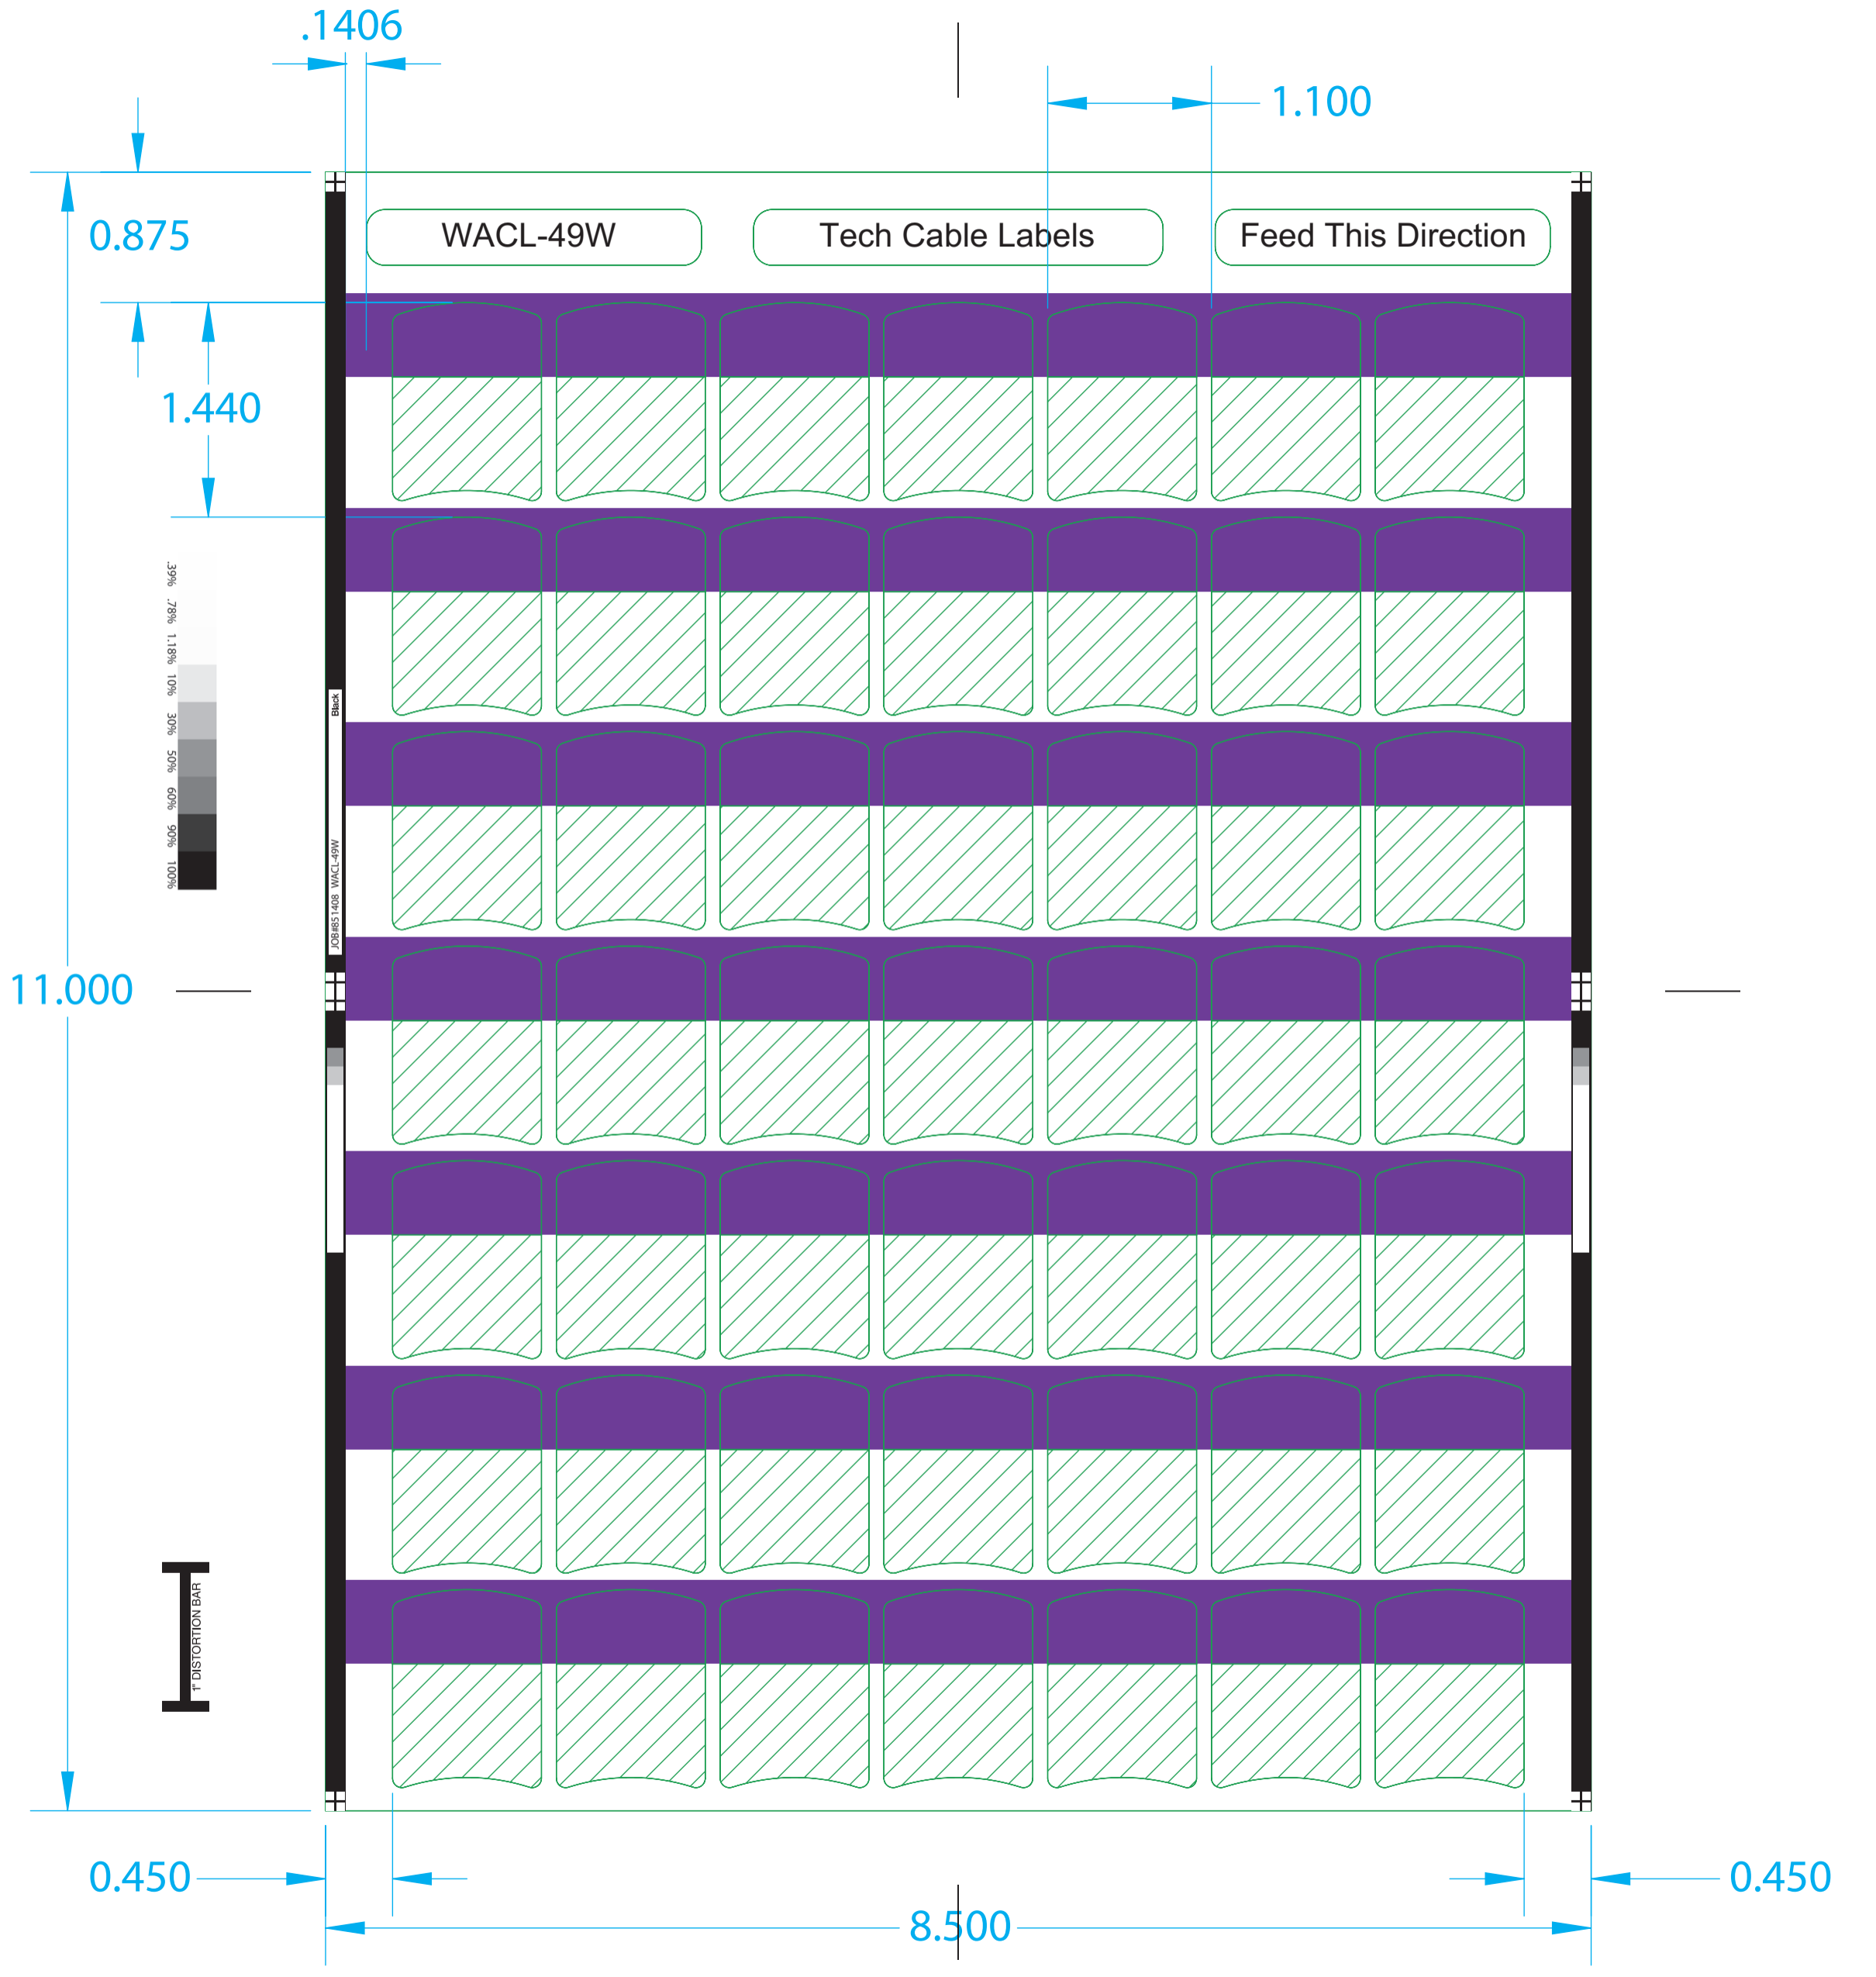 .1406
1.100
0.875
WACL-49W
Tech Cable Labels
Feed This Direction
1.440
.39%
.78%
1.18%
10%
30%
50%
60%
90%
100%
Black
JOB#851408 WACL-49W
11.000
1" DISTORTION BAR
0.450
0.450
8.500